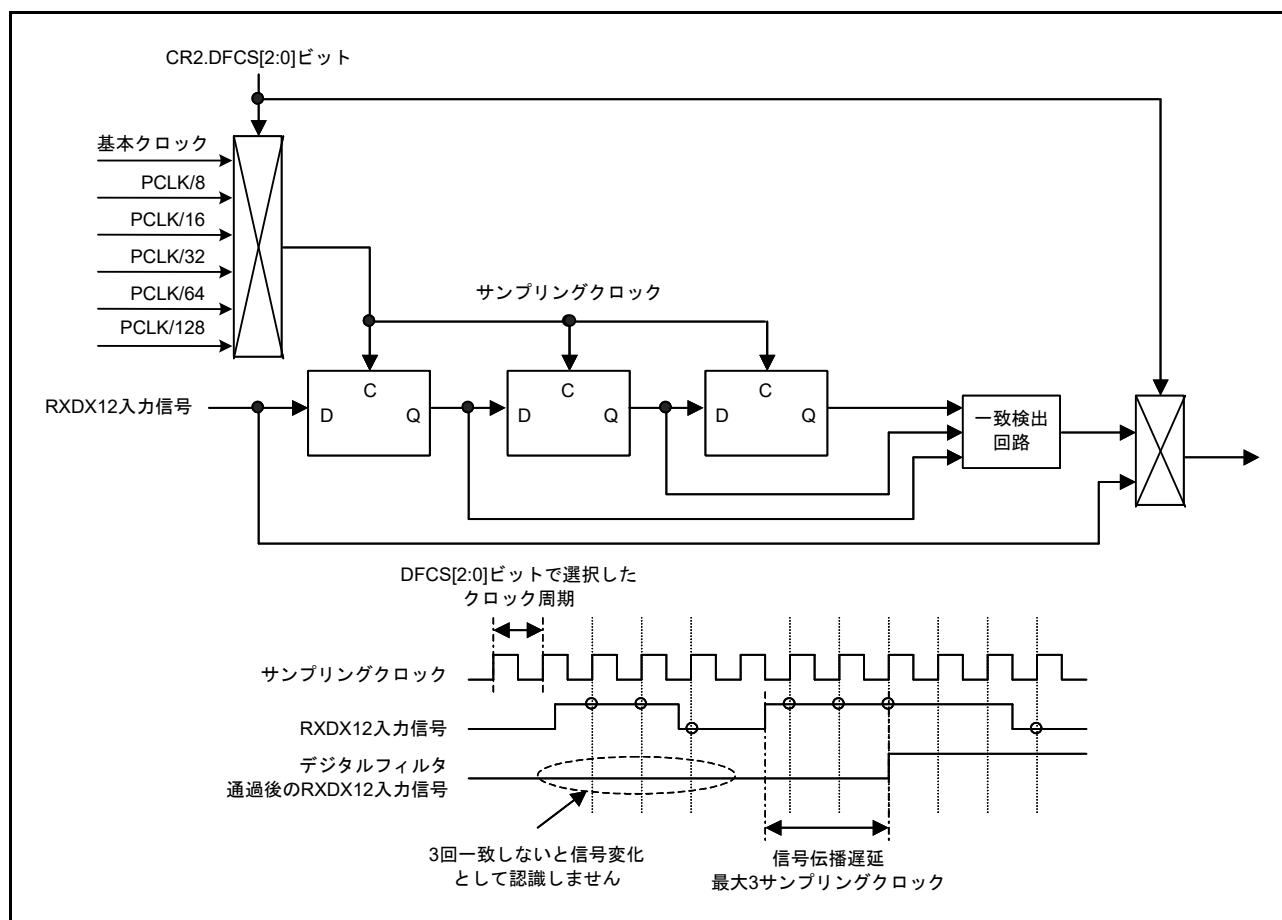 CR2.DFCS[2:0]ビット
基本クロック
PCLK/8
PCLK/16
PCLK/32
PCLK/64
PCLK/128
サンプリングクロック
RXDX12入力信号
C
D
Q
C
D
Q
C
D
Q
一致検出
回路
DFCS[2:0]ビットで選択した
クロック周期
サンプリングクロック
RXDX12入力信号
デジタルフィルタ
通過後のRXDX12入力信号
3回一致しないと信号変化
として認識しません
信号伝播遅延
最大3サンプリングクロック